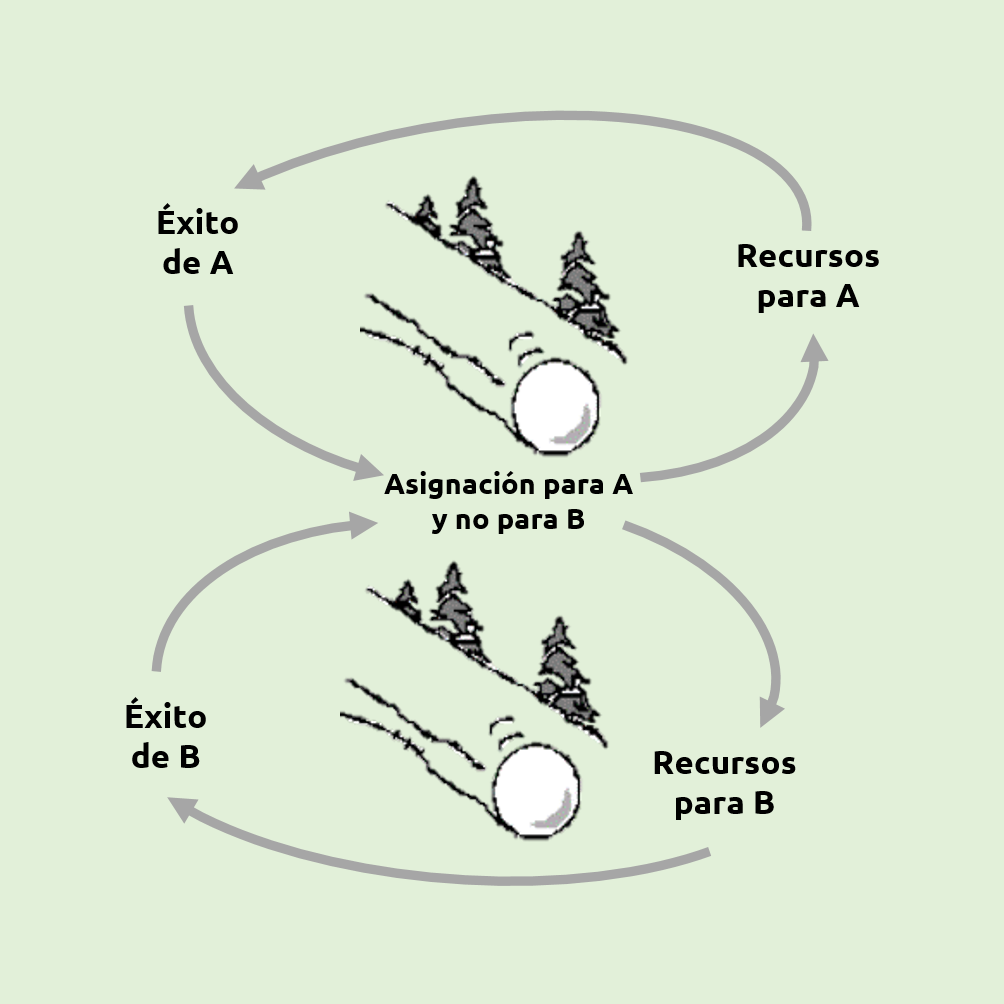 Éxito
de A
Recursos
para A
Asignación para A
y no para B
Éxito
de B
Recursos
para B